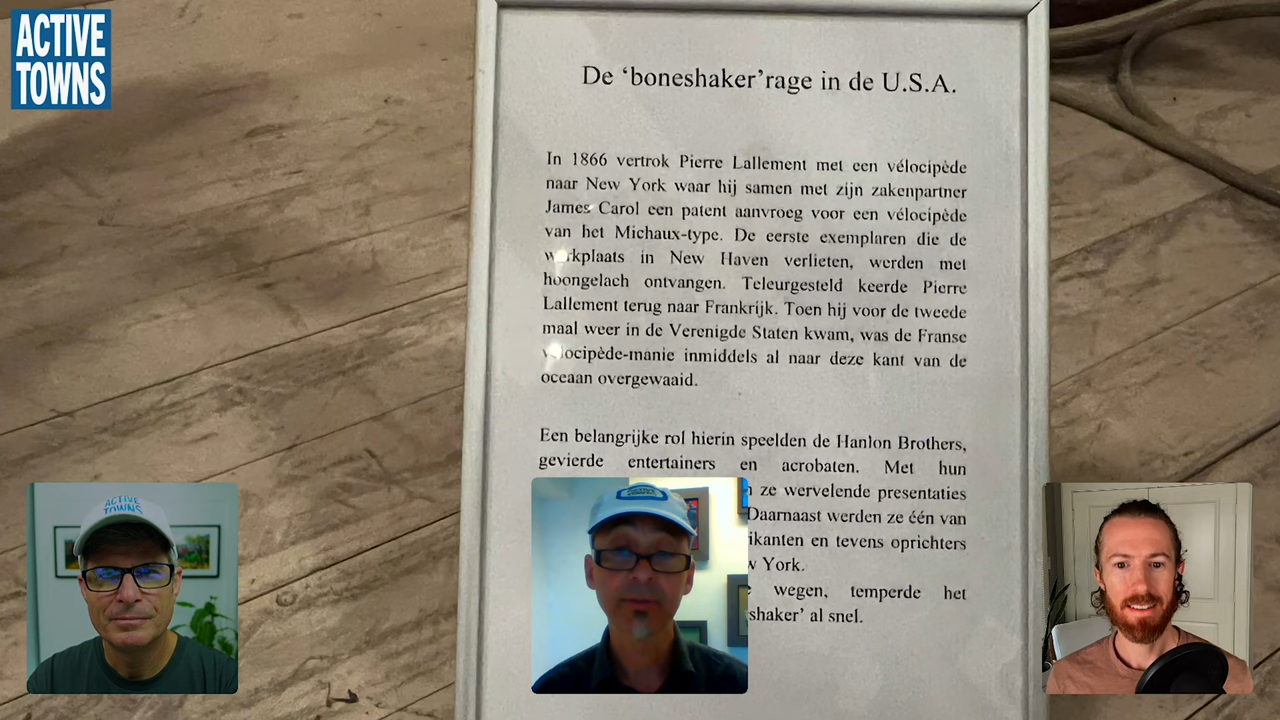 ACTIVE
TOWNS
De ‘boneshaker’rage in de U.S.A.
In 1866 vertrok Pierre Lallement met een vélocipède
naar New York waar hij samen met zijn zakenpartner
James Carol een patent aanvroeg voor een vélocipède
van het Michaux-type. De eerste exemplaren die de
werkplaats in New Haven verlieten, werden met
hoongelach ontvangen. Teleurgesteld keerde Pierre
Lallement terug naar Frankrijk. Toen hij voor de tweede
maal weer in de Verenigde Staten kwam, was de Franse
vélocipède-manie inmiddels al naar deze kant van de
oceaan overgewaaid.
Een belangrijke rol hierin speelden de Hanlon Brothers,
gevierde entertainers en acrobaten. Met hun
ze wervelende presentaties
Daarnaast werden ze één van
en tevens oprichters
York.
wegen, temperde het
al snel.
ACTIVE
TOWNS